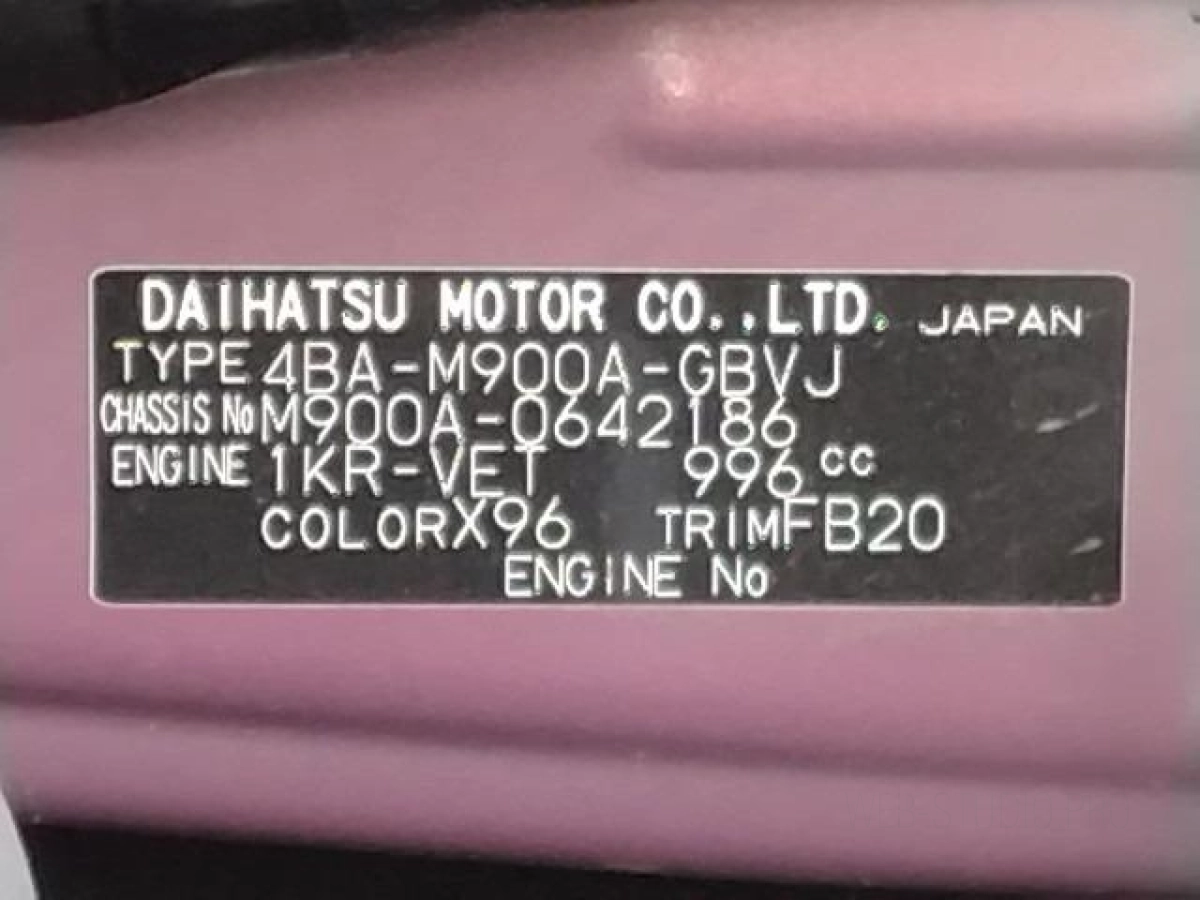 DAIHATSU MOTOR CO.,LTD. JAPAN
TYPE 4BA-M900A-GBVJ
CHASSIS No M900A-0642186
ENGINE 1KR-VET 996 cc
COLOR X96 TRIM FB20
ENGINE No